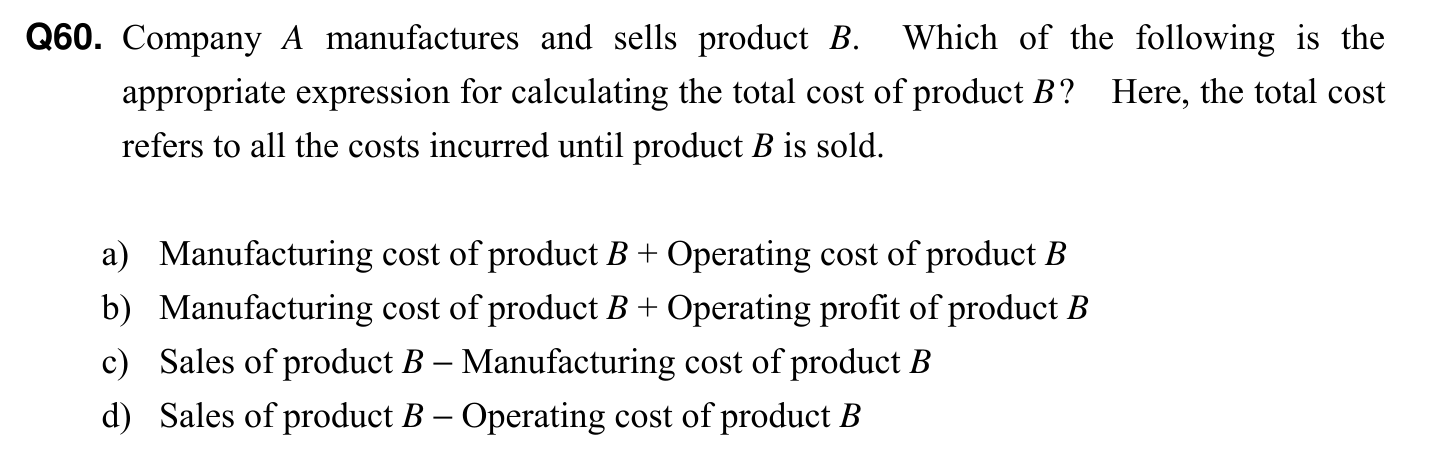 Q60. Company A manufactures and sells product B. Which of the following is the
appropriate expression for calculating the total cost of product B? Here, the total cost
refers to all the costs incurred until product B is sold.
a) Manufacturing cost of product B + Operating cost of product B
b) Manufacturing cost of product B + Operating profit of product B
c) Sales of product B – Manufacturing cost of product B
d) Sales of product B – Operating cost of product B